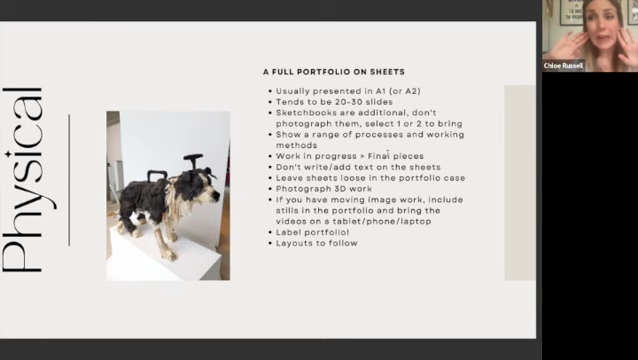 Physical
A FULL PORTFOLIO ON SHEETS
• Usually presented in A1 (or A2)
• Tends to be 20-30 slides
• Sketchbooks are additional, don't
photograph them, select 1 or 2 to bring
• Show a range of processes and working
methods
• Work in progress > Final pieces
• Don't write/add text on the sheets
• Leave sheets loose in the portfolio case
• Photograph 3D work
• If you have moving image work, include
stills in the portfolio and bring the
videos on a tablet/phone/laptop
• Label portfolio!
• Layouts to follow
Chloe Russell